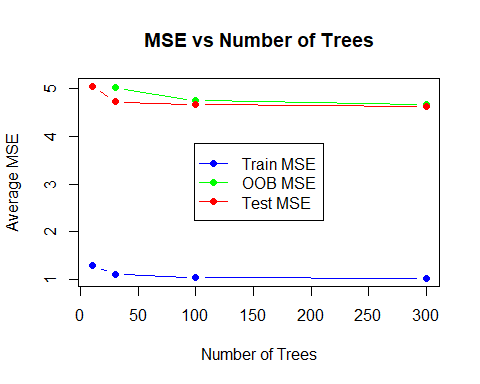 MSE vs Number of Trees
Average MSE
5
4
3
2
1
Train MSE
OOB MSE
Test MSE
0 50 100 150 200 250 300
Number of Trees